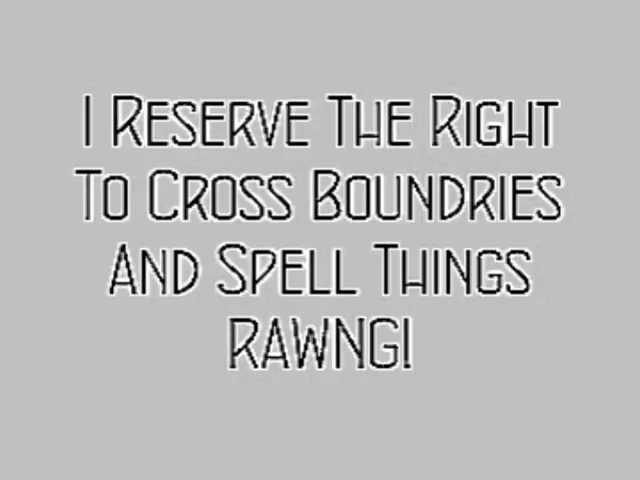 I Reserve The Right
To Cross Boundries
And Spell Things
RAWNG!